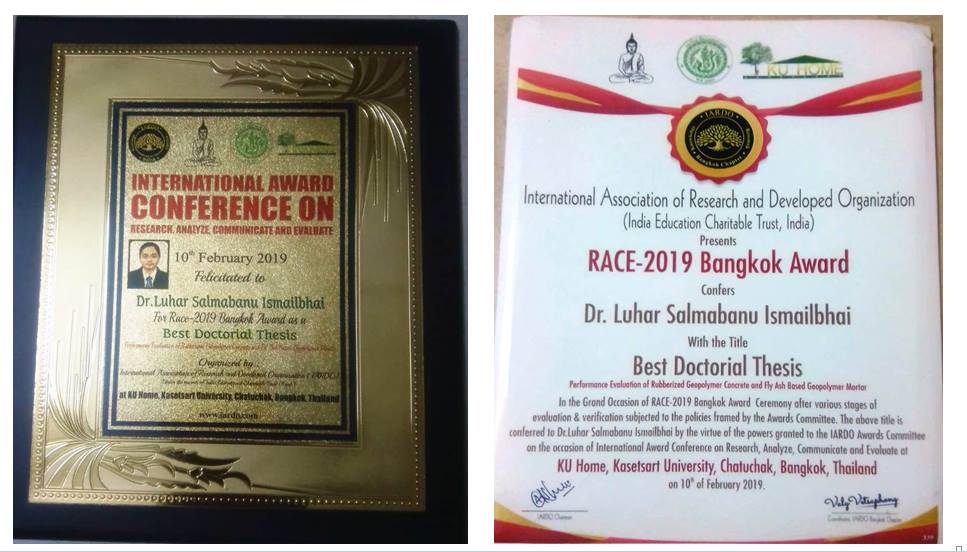 INTERNATIONAL AWARD
CONFERENCE ON
RESEARCH, ANALYZE, COMMUNICATE AND EVALUATE
10th February 2019
Felicitated to
Dr.Luhar Salmabanu Ismailbhai
For Race-2019 Bangkok Award as a
Best Doctorial Thesis
Organized by...
International Association of Research and Developed Organization (IARDO)
at KU Home, Kasetsart University, Chatuchak, Bangkok, Thailand
www.iardo.com
KU HOME
IARDO
Bangkok Chapter
International Association of Research and Developed Organization
(India Education Charitable Trust, India)
Presents
RACE-2019 Bangkok Award
Confers
Dr. Luhar Salmabanu Ismailbhai
With the Title
Best Doctorial Thesis
Performance Evaluation of Rubberized Geopolymer Concrete and Fly Ash Based Geopolymer Mortar
In the Grand Occasion of RACE-2019 Bangkok Award Ceremony after various stages of
evaluation & verification subjected to the policies framed by the Awards Committee. The above title is
conferred to Dr.Luhar Salmabanu Ismailbhai by the virtue of the powers granted to the IARDO Awards Committee
on the occasion of International Award Conference on Research, Analyze, Communicate and Evaluate at
KU Home, Kasetsart University, Chatuchak, Bangkok, Thailand
on 10th of February 2019.
IARDO Chairman
Coordinator, IARDO Bangkok Chapter